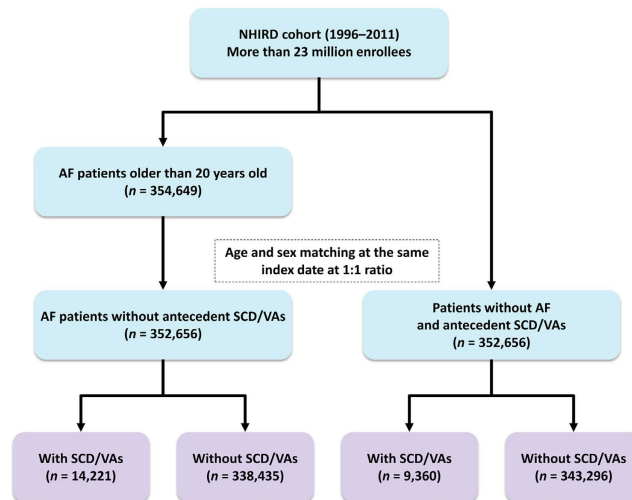 NHIRD cohort (1996–2011)
More than 23 million enrollees
AF patients older than 20 years old
(n = 354,649)
Age and sex matching at the same
index date at 1:1 ratio
AF patients without antecedent SCD/VAs
(n = 352,656)
Patients without AF
and antecedent SCD/VAs
(n = 352,656)
With SCD/VAs
(n = 14,221)
Without SCD/VAs
(n = 338,435)
With SCD/VAs
(n = 9,360)
Without SCD/VAs
(n = 343,296)